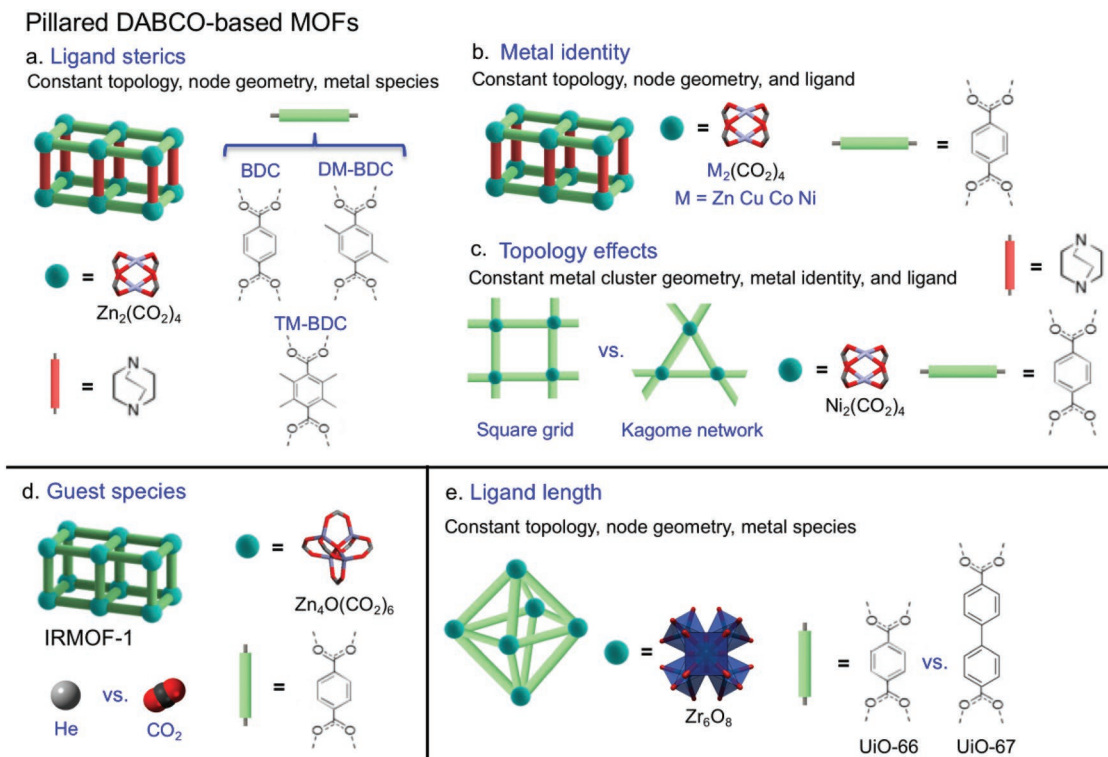 Pillared DABCO-based MOFs
a. Ligand sterics
Constant topology, node geometry, metal species
BDC
DM-BDC
=
Zn₂(CO₂)₄
TM-BDC
=
N
N
O
O
O
O
O
O
O
O
O
O
O
O
b. Metal identity
Constant topology, node geometry, and ligand
=
M₂(CO₂)₄
M = Zn Cu Co Ni
=
O
O
O
O
=
N
N
c. Topology effects
Constant metal cluster geometry, metal identity, and ligand
vs.
Square grid
Kagome network
=
Ni₂(CO₂)₄
=
O
O
O
O
d. Guest species
IRMOF-1
=
Zn₄O(CO₂)₆
He
vs.
CO₂
=
O
O
O
O
e. Ligand length
Constant topology, node geometry, metal species
=
Zr₆O₈
=
O
O
O
O
UiO-66
vs.
O
O
O
O
UiO-67